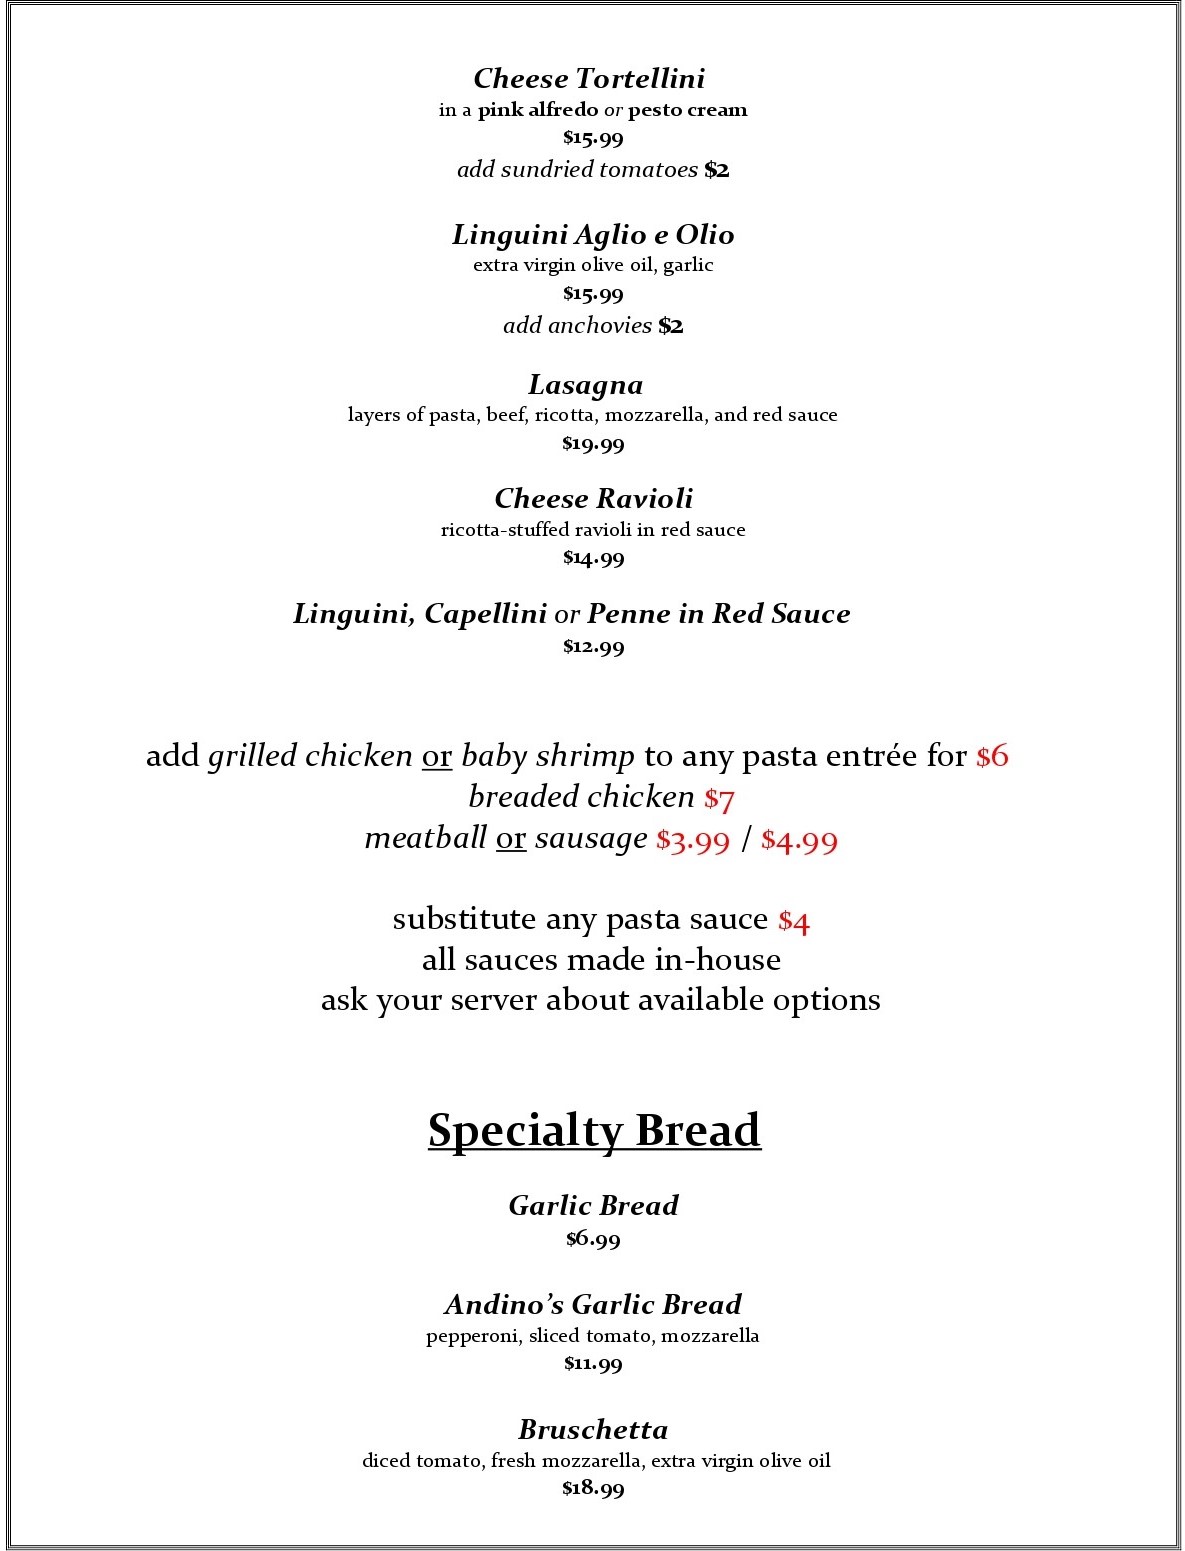 Cheese Tortellini
in a pink alfredo or pesto cream
$15.99
add sundried tomatoes $2
Linguini Aglio e Olio
extra virgin olive oil, garlic
$15.99
add anchovies $2
Lasagna
layers of pasta, beef, ricotta, mozzarella, and red sauce
$19.99
Cheese Ravioli
ricotta-stuffed ravioli in red sauce
$14.99
Linguini, Capellini or Penne in Red Sauce
$12.99
add grilled chicken or baby shrimp to any pasta entrée for $6
breaded chicken $7
meatball or sausage $3.99 / $4.99
substitute any pasta sauce $4
all sauces made in-house
ask your server about available options
Specialty Bread
Garlic Bread
$6.99
Andino’s Garlic Bread
pepperoni, sliced tomato, mozzarella
$11.99
Bruschetta
diced tomato, fresh mozzarella, extra virgin olive oil
$18.99